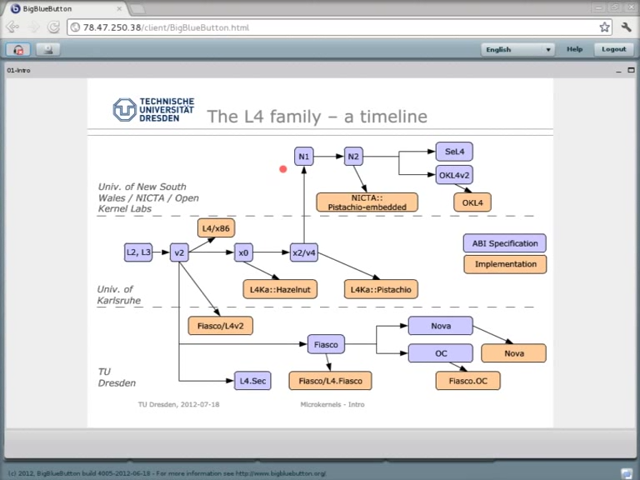 BigBlueButton
78.47.250.38/client/BigBlueButton.html
English
Help
Logout
01-Intro
TECHNISCHE
UNIVERSITÄT
DRESDEN
The L4 family – a timeline
N1
N2
SeL4
OKL4v2
OKL4
NICTA::
Pistachio-embedded
Univ. of New South
Wales / NICTA / Open
Kernel Labs
L4/x86
L2, L3
v2
x0
x2/v4
ABI Specification
Implementation
L4Ka::Hazelnut
L4Ka::Pistachio
Univ. of
Karlsruhe
Fiasco/L4v2
Fiasco
Nova
OC
Nova
TU
Dresden
L4.Sec
Fiasco/L4.Fiasco
Fiasco.OC
TU Dresden, 2012-07-18
Microkernels - Intro
(c) 2012, BigBlueButton build 4005-2012-06-18 - For more information see http://www.bigbluebutton.org/